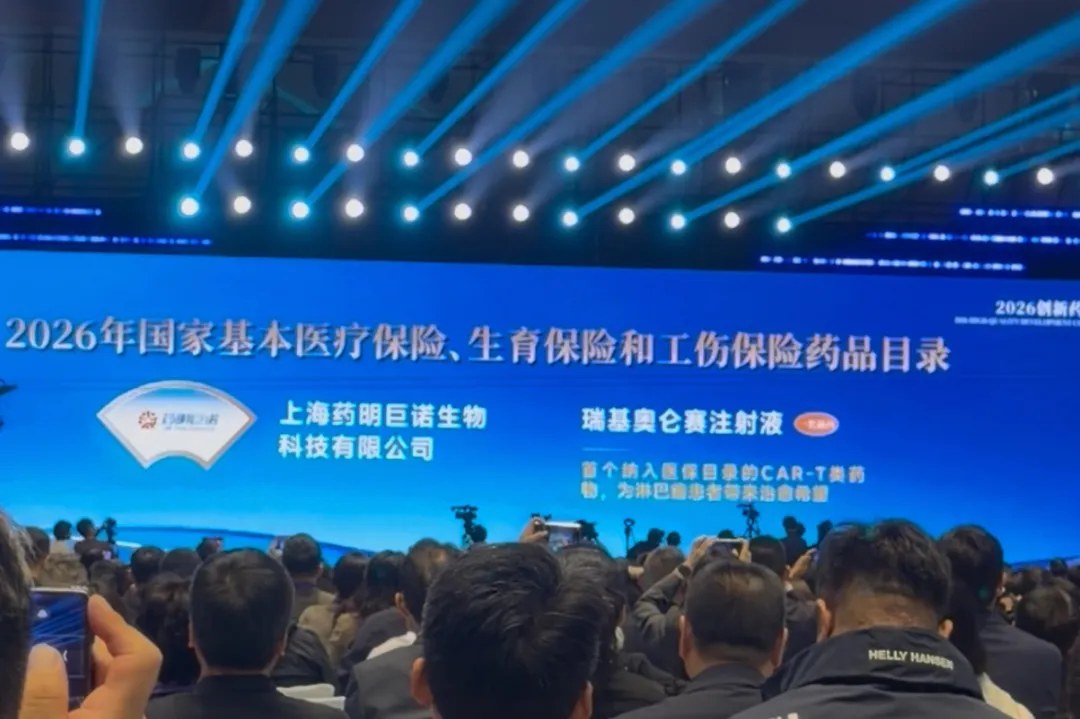 2026创新药
2026年国家基本医疗保险、生育保险和工伤保险药品目录
上海药明巨诺生物
科技有限公司
瑞基奥仑赛注射液
首个纳入医保目录的CAR-T类药
物，为淋巴瘤患者带来治愈希望
HELLY HANSEN